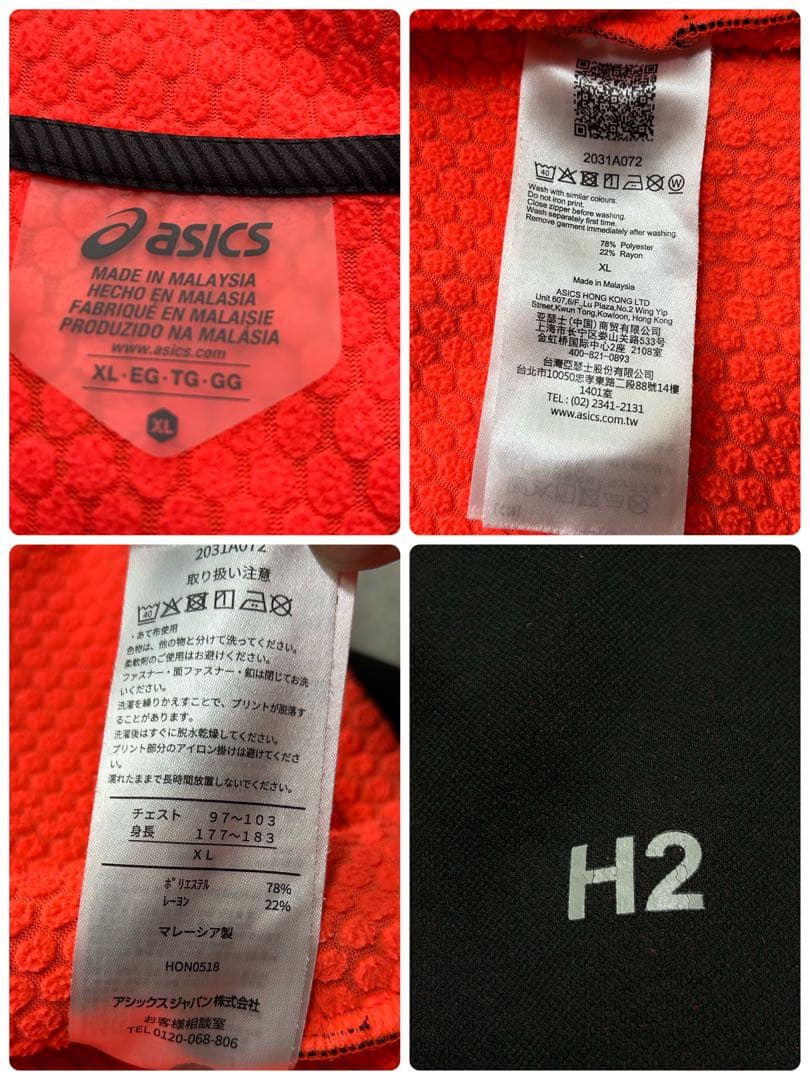 asics
MADE IN MALAYSIA
HECHO EN MALASIA
FABRIQUÉ EN MALAISIE
PRODUZIDO NA MALÁSIA
www.asics.com
XL·EG·TG·GG
XL
2031A072
40
W
Wash with similar colours.
Do not iron print.
Close zipper before washing.
Wash separately first time.
Remove garment immediately after washing.
78% Polyester
22% Rayon
XL
Made in Malaysia
ASICS HONG KONG LTD
Unit 607,6/F.,Lu Plaza,No.2 Wing Yip
Street,Kwun Tong,Kowloon, Hong Kong
亚瑟士(中国)商贸有限公司
上海市长宁区娄山关路533号
金虹桥国际中心2座 2108室
400-821-0893
台灣亞瑟士股份有限公司
台北市10050忠孝東路二段88號14樓
1401室
TEL : (02) 2341-2131
www.asics.com.tw
2031A072
取り扱い注意
40
・あて布使用
色物は、他の物と分けて洗ってください。
柔軟剤のご使用はお避けください。
ファスナー・面ファスナー・釦は閉じてお洗
いください。
洗濯を繰りかえすことで、プリントが脱落す
ることがあります。
洗濯後はすぐに脱水乾燥してください。
プリント部分のアイロン掛けは避けてくださ
い。
濡れたままで長時間放置しないでください。
チェスト 97～103
身長 177～183
XL
ポリエステル 78%
レーヨン 22%
マレーシア製
HON0518
アシックスジャパン株式会社
お客様相談室
TEL 0120-068-806
H2